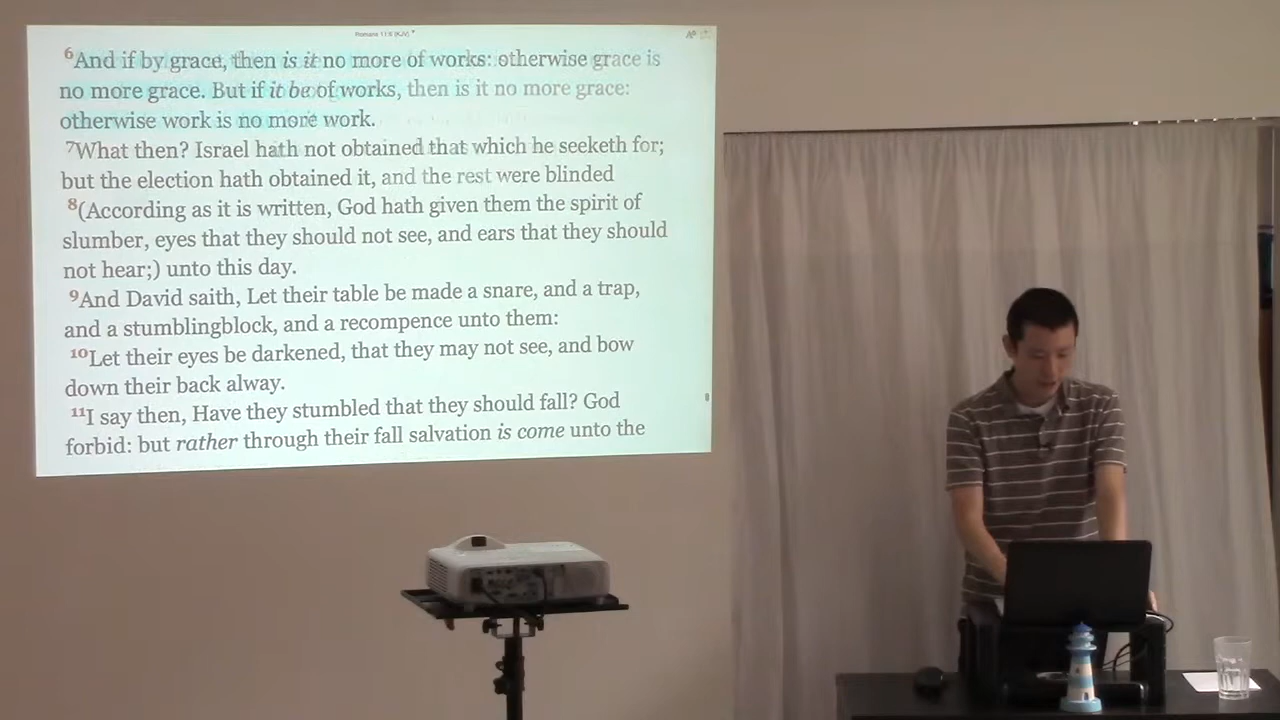 Romans 11:6 (KJV)
6And if by grace, then is it no more of works: otherwise grace is
no more grace. But if it be of works, then is it no more grace:
otherwise work is no more work.
7What then? Israel hath not obtained that which he seeketh for;
but the election hath obtained it, and the rest were blinded
8(According as it is written, God hath given them the spirit of
slumber, eyes that they should not see, and ears that they should
not hear;) unto this day.
9And David saith, Let their table be made a snare, and a trap,
and a stumblingblock, and a recompence unto them:
10Let their eyes be darkened, that they may not see, and bow
down their back alway.
11I say then, Have they stumbled that they should fall? God
forbid: but rather through their fall salvation is come unto the